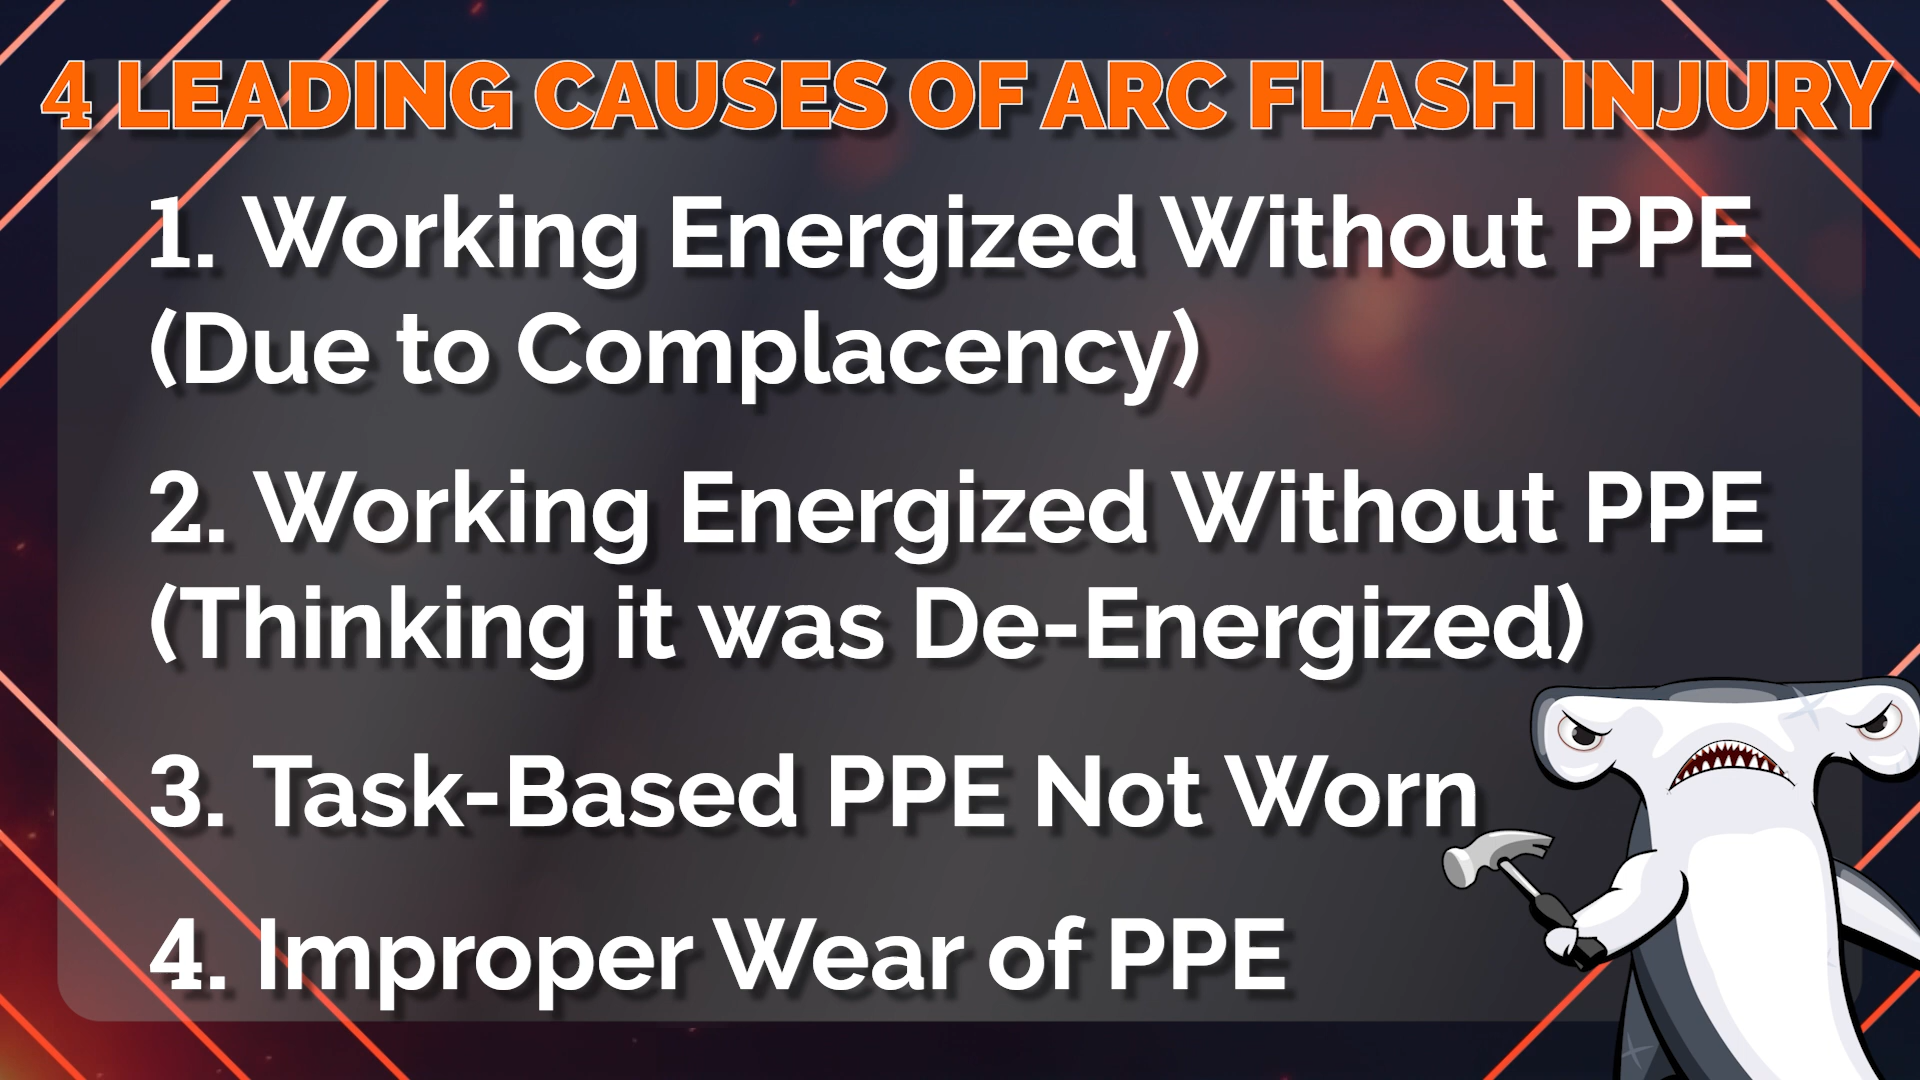 4 LEADING CAUSES OF ARC FLASH INJURY
1. Working Energized Without PPE
(Due to Complacency)
2. Working Energized Without PPE
(Thinking it was De-Energized)
3. Task-Based PPE Not Worn
4. Improper Wear of PPE